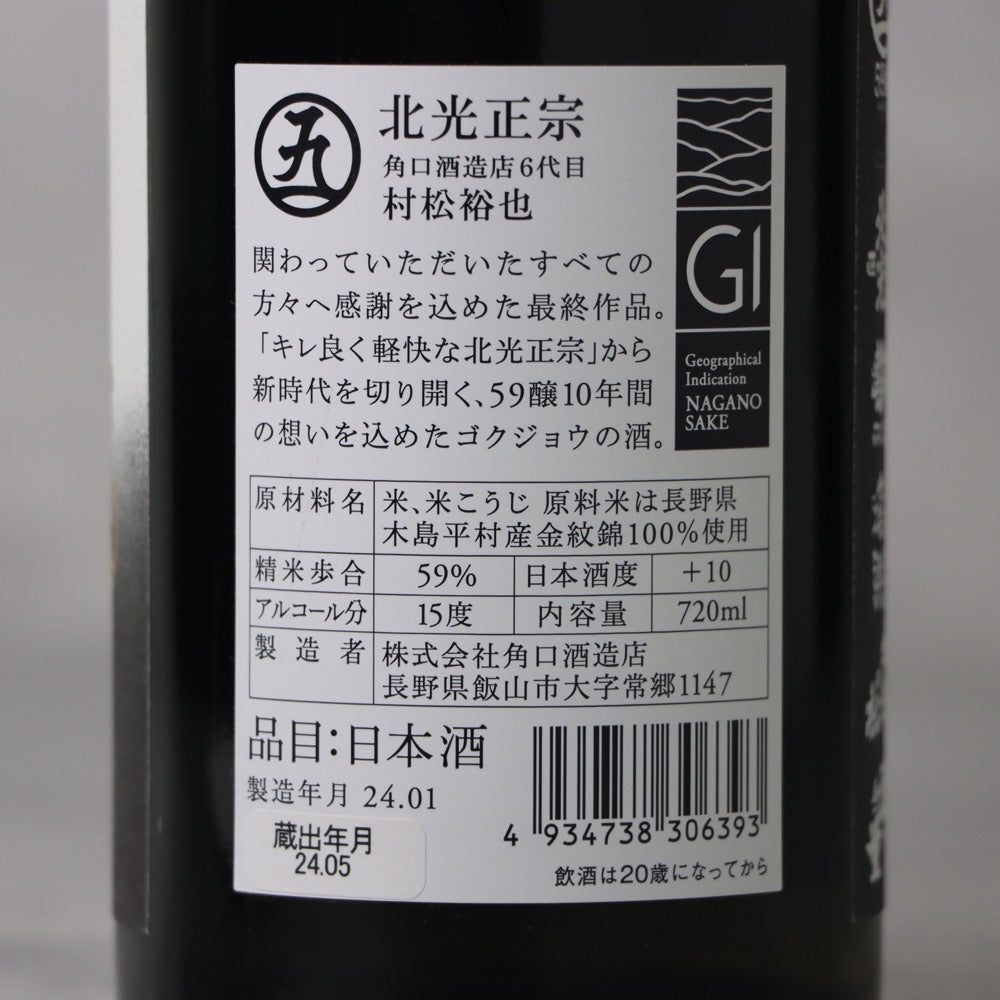 北光正宗
角口酒造店6代目
村松裕也
関わっていただいたすべての
方々へ感謝を込めた最終作品。
「キレ良く軽快な北光正宗」から
新時代を切り開く、59醸10年間
の想いを込めたゴクジョウの酒。
GI
Geographical
Indication
NAGANO
SAKE
原材料名 米、米こうじ 原料米は長野県
木島平村産金紋錦100%使用
精米歩合 59% 日本酒度 +10
アルコール分 15度 内容量 720ml
製造者 株式会社角口酒造店
長野県飯山市大字常郷1147
品目:日本酒
製造年月 24.01
蔵出年月
24.05
4 934738 306393
飲酒は20歳になってから